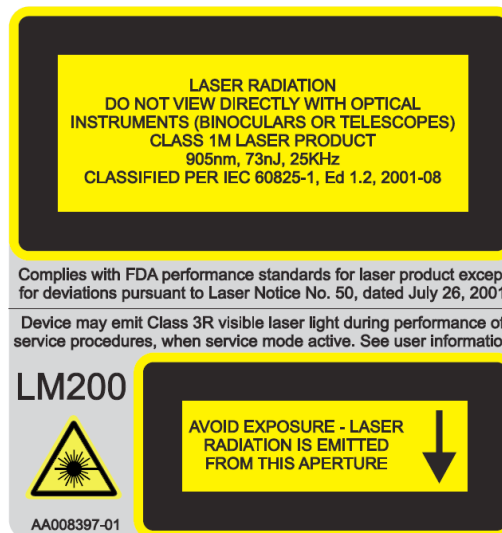 LASER RADIATION
DO NOT VIEW DIRECTLY WITH OPTICAL
INSTRUMENTS (BINOCULARS OR TELESCOPES)
CLASS 1M LASER PRODUCT
905nm, 73nJ, 25KHz
CLASSIFIED PER IEC 60825-1, Ed 1.2, 2001-08
Complies with FDA performance standards for laser product excep
for deviations pursuant to Laser Notice No. 50, dated July 26, 2001
Device may emit Class 3R visible laser light during performance of
service procedures, when service mode active. See user informatio
LM200
AVOID EXPOSURE - LASER
RADIATION IS EMITTED
FROM THIS APERTURE
AA008397-01